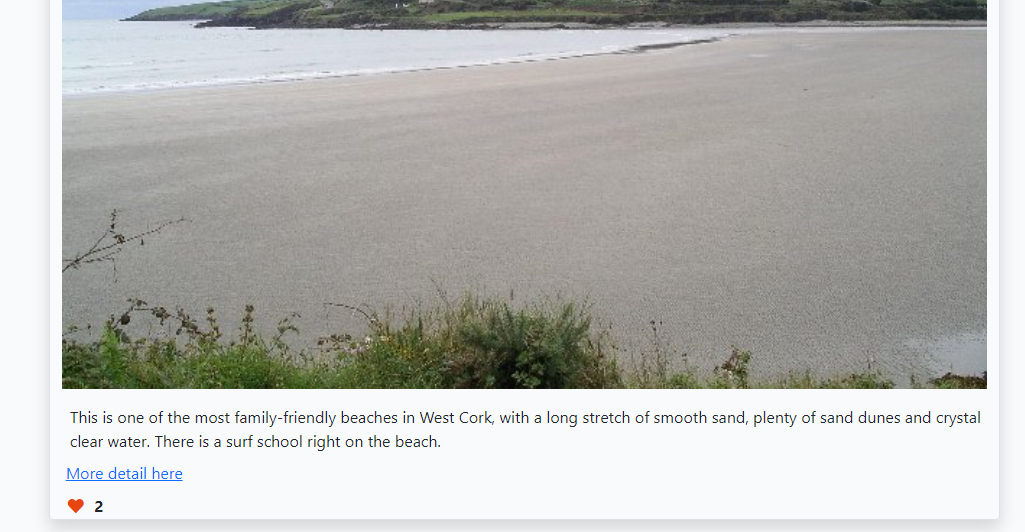 This is one of the most family-friendly beaches in West Cork, with a long stretch of smooth sand, plenty of sand dunes and crystal
clear water. There is a surf school right on the beach.
More detail here
2